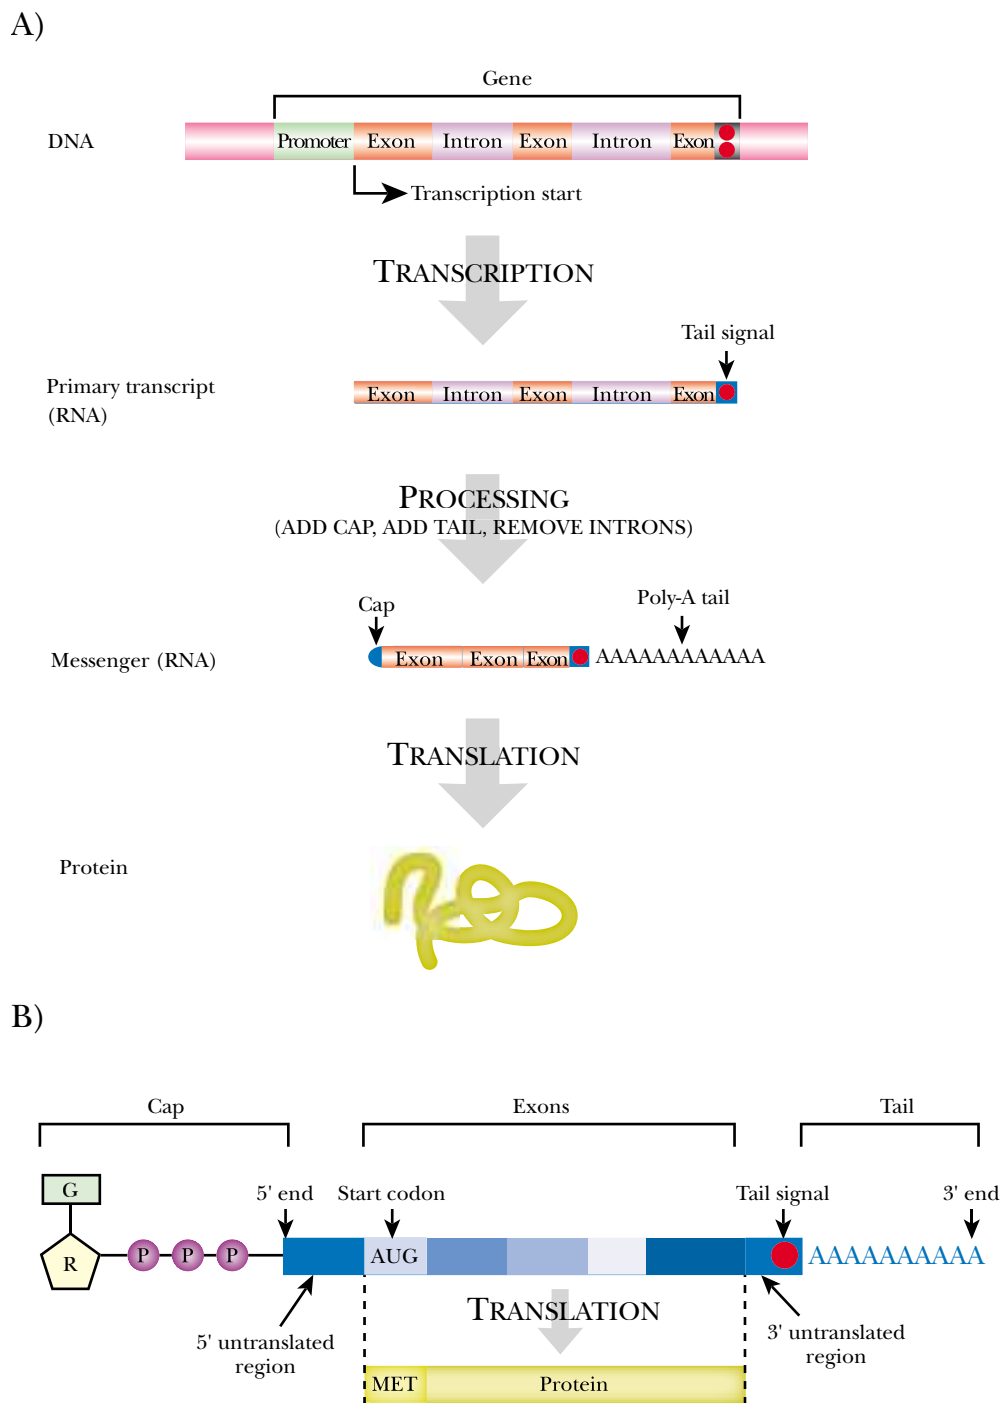 A)
Gene
DNA
Promoter Exon Intron Exon Intron Exon
Transcription start
TRANSCRIPTION
Tail signal
Primary transcript
(RNA)
Exon Intron Exon Intron Exon
PROCESSING
(ADD CAP, ADD TAIL, REMOVE INTRONS)
Cap
Poly-A tail
Messenger (RNA)
Exon Exon Exon AAAAAAAAAAAA
TRANSLATION
Protein
B)
Cap Exons Tail
G
5' end Start codon Tail signal 3' end
R P P P AUG AAAAAAAAAA
TRANSLATION
5' untranslated
region
3' untranslated
region
MET Protein